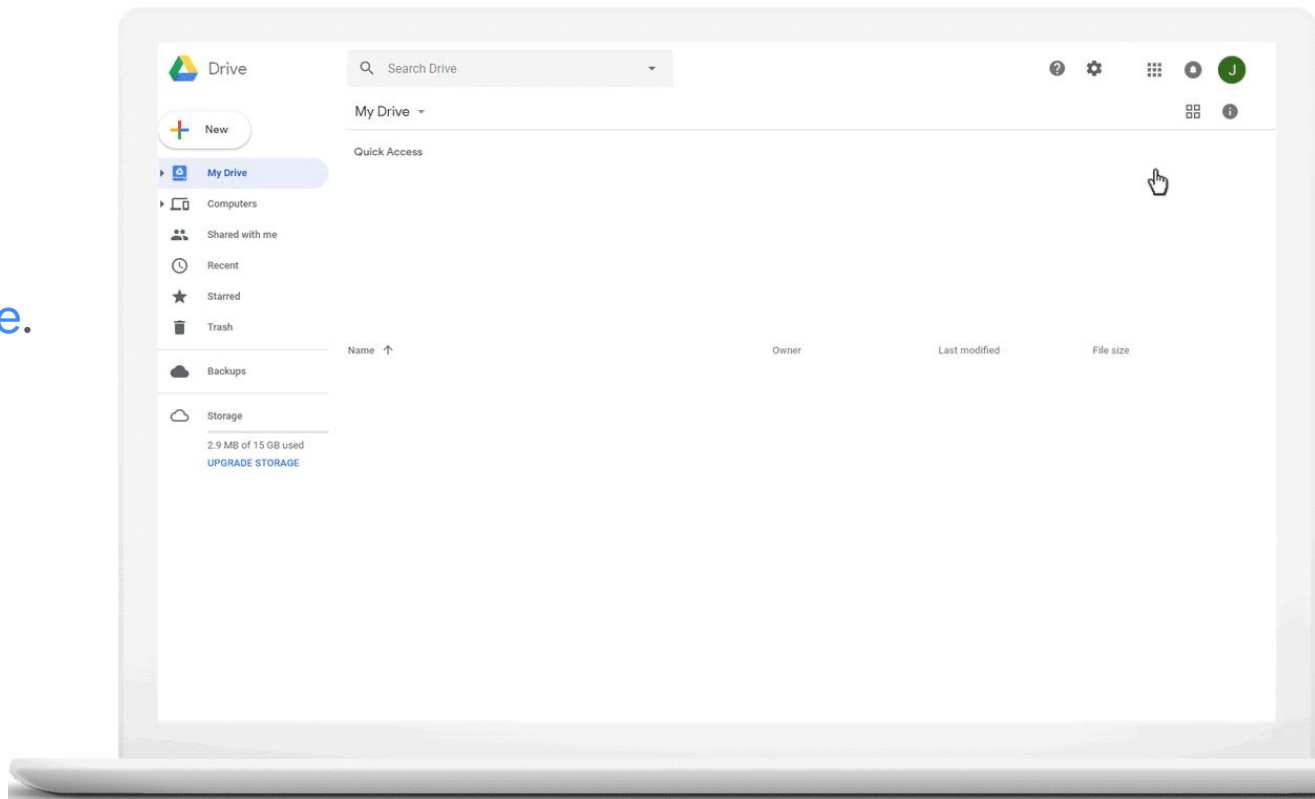 Drive
Search Drive
J
My Drive
New
Quick Access
My Drive
Computers
Shared with me
Recent
e.
Starred
Trash
Name Owner Last modified File size
Backups
Storage
2.9 MB of 15 GB used
UPGRADE STORAGE